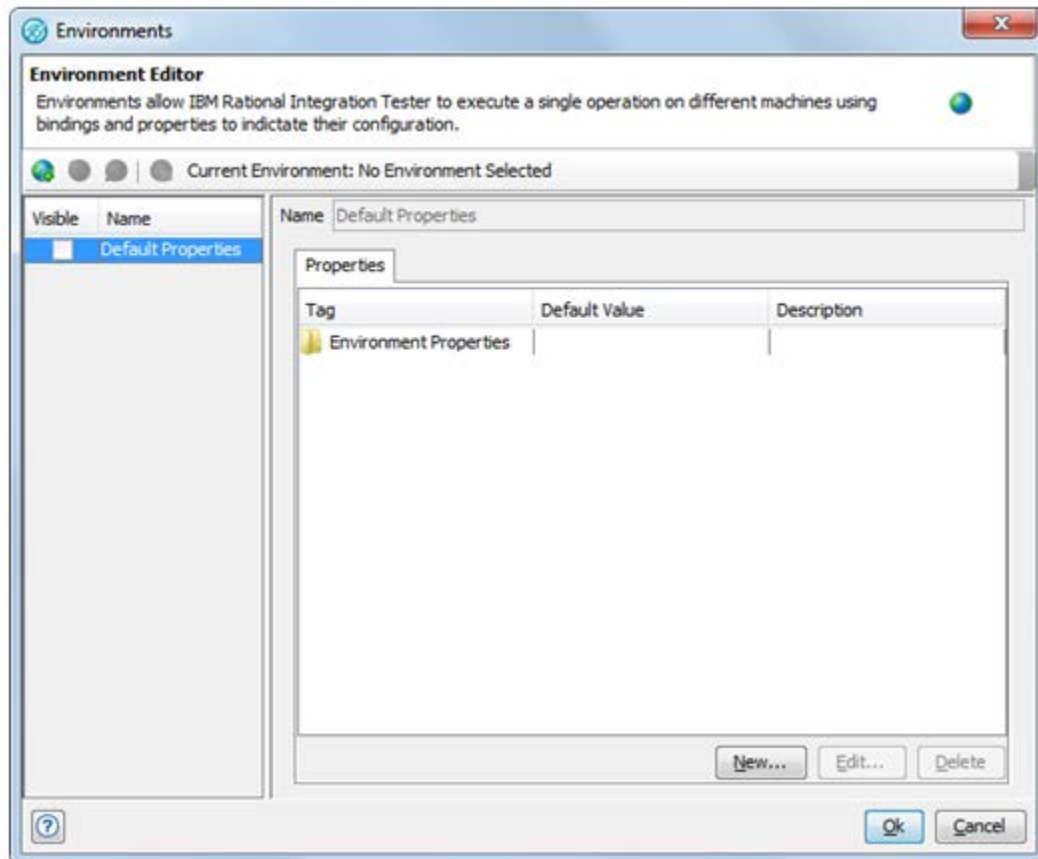 Environments
Environment Editor
Environments allow IBM Rational Integration Tester to execute a single operation on different machines using
bindings and properties to indictate their configuration.
Current Environment: No Environment Selected
Visible Name
Name Default Properties
Default Properties
Properties
Tag Default Value Description
Environment Properties
New... Edit... Delete
?
Ok Cancel